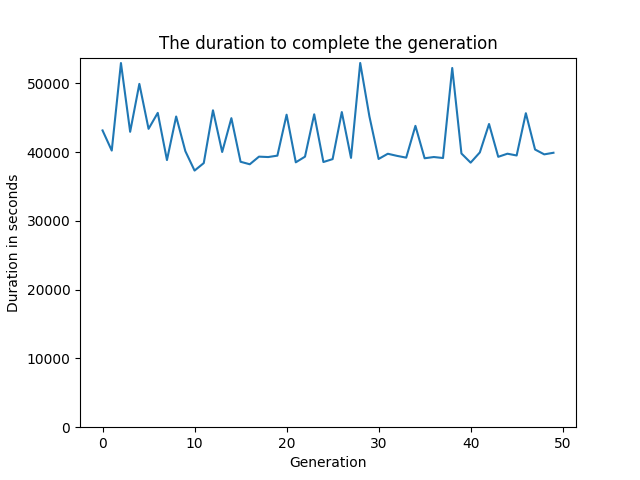 The duration to complete the generation
50000
40000
30000
20000
10000
0
Duration in seconds
0 10 20 30 40 50
Generation